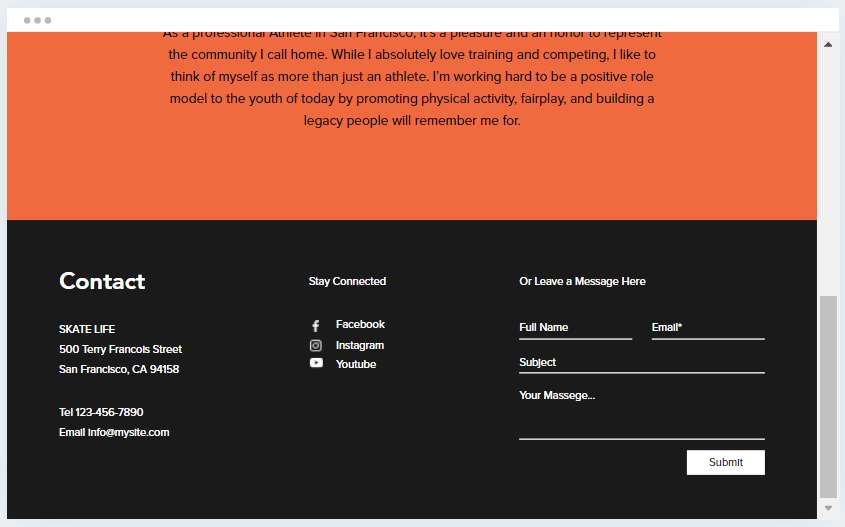 As a professional Athlete in San Francisco, it's a pleasure and an honor to represent
the community I call home. While I absolutely love training and competing, I like to
think of myself as more than just an athlete. I'm working hard to be a positive role
model to the youth of today by promoting physical activity, fairplay, and building a
legacy people will remember me for.
Contact
SKATE LIFE
500 Terry Francois Street
San Francisco, CA 94158
Tel 123-456-7890
Email info@mysite.com
Stay Connected
Facebook
Instagram
Youtube
Or Leave a Message Here
Full Name
Email*
Subject
Your Massege...
Submit